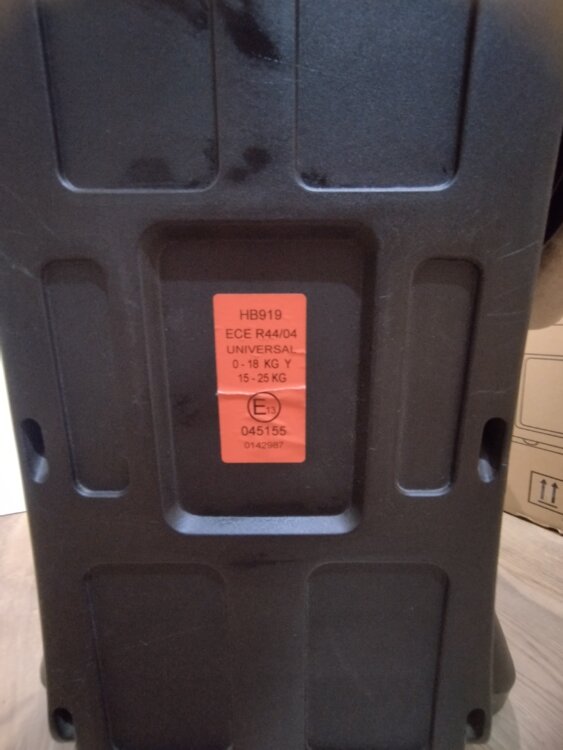 HB919
ECE R44/04
UNIVERSAL
0 - 18 KG Y
15 - 25 KG
E13
045155
0142987